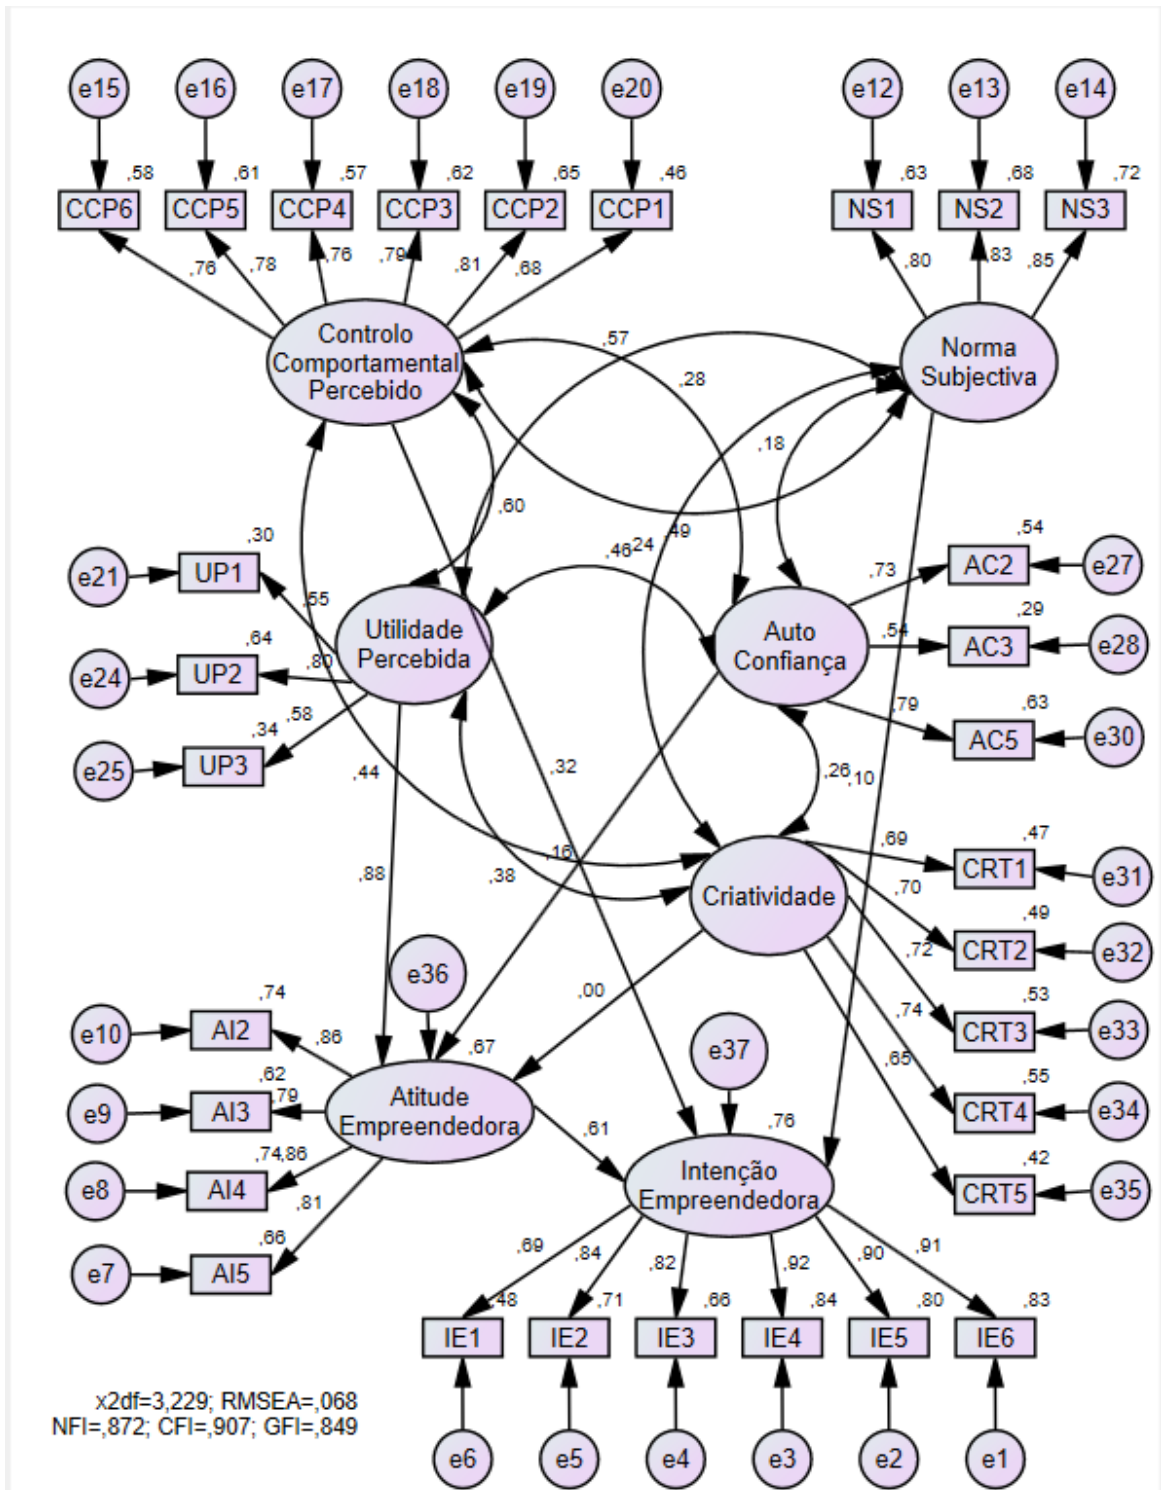 e15 e16 e17 e18 e19 e20 e12 e13 e14
,58 ,61 ,57 ,62 ,65 ,46 ,63 ,68 ,72
CCP6 CCP5 CCP4 CCP3 CCP2 CCP1 NS1 NS2 NS3
,76 ,78 ,76 ,79 ,81 ,68 ,80 ,83 ,85
Controlo
Comportamental
Percebido
Norma
Subjectiva
,57
,28
,18
,60
,46 ,24 ,49
,30
e21 UP1
,55
,64
e24 UP2
,80
,58
,34
e25 UP3
Utilidade
Percebida
Auto
Confiança
,54
,73 AC2 e27
,29
,54 AC3 e28
,63
,79 AC5 e30
,44
,32
,26 ,10
,88
,16
,38
Criatividade
,47
,69 CRT1 e31
,49
,70 CRT2 e32
,53
,72 CRT3 e33
,55
,74 CRT4 e34
,42
,65 CRT5 e35
,00
e36
e37
,67
,74
e10 AI2 ,86
,62
e9 AI3 ,79
,74 ,86
e8 AI4
,81
,66
e7 AI5
Atitude
Empreendedora
,61
,76
Intenção
Empreendedora
,69 ,84 ,82 ,92 ,90 ,91
,48 ,71 ,66 ,84 ,80 ,83
IE1 IE2 IE3 IE4 IE5 IE6
x2df=3,229; RMSEA=,068
NFI=,872; CFI=,907; GFI=,849
e6 e5 e4 e3 e2 e1